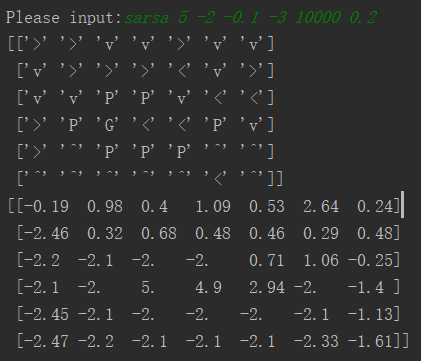 Please input:sarsa 5 -2 -0.1 -3 10000 0.2
[['>' '>' 'v' 'v' '>' 'v' 'v']
['v' '>' '>' '>' '<' 'v' '>']
['v' 'v' 'P' 'P' 'v' '<' '<']
['>' 'P' 'G' '<' '<' 'P' 'v']
['>' '^' 'P' 'P' 'P' '^' '^']
['^' '^' '^' '^' '^' '<' '^']]
[[-0.19 0.98 0.4 1.09 0.53 2.64 0.24]
[-2.46 0.32 0.68 0.48 0.46 0.29 0.48]
[-2.2 -2.1 -2. -2. 0.71 1.06 -0.25]
[-2.1 -2. 5. 4.9 2.94 -2. -1.4 ]
[-2.45 -2.1 -2. -2. -2. -2.1 -1.13]
[-2.47 -2.2 -2.1 -2.1 -2.1 -2.33 -1.61]]